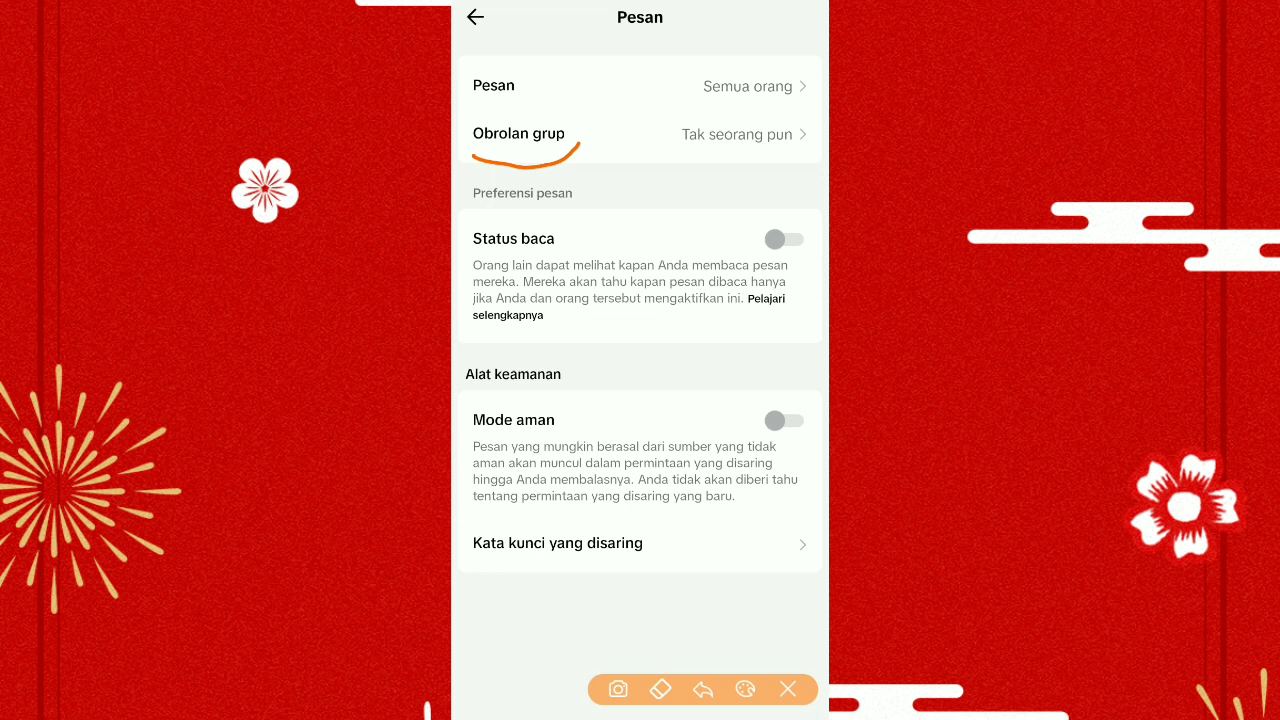 Pesan
Pesan Semua orang
Obrolan grup Tak seorang pun
Preferensi pesan
Status baca
Orang lain dapat melihat kapan Anda membaca pesan
mereka. Mereka akan tahu kapan pesan dibaca hanya
jika Anda dan orang tersebut mengaktifkan ini. Pelajari
selengkapnya
Alat keamanan
Mode aman
Pesan yang mungkin berasal dari sumber yang tidak
aman akan muncul dalam permintaan yang disaring
hingga Anda membalasnya. Anda tidak akan diberi tahu
tentang permintaan yang disaring yang baru.
Kata kunci yang disaring